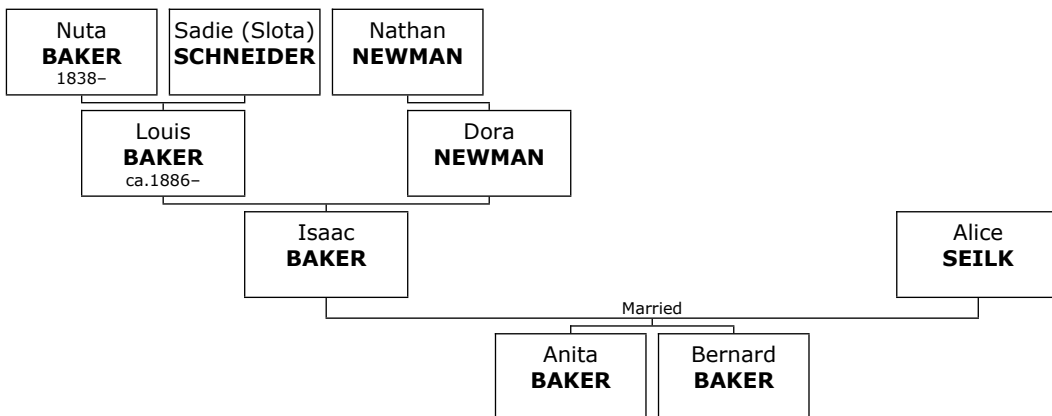 Nuta
BAKER
1838–
Sadie (Slota)
SCHNEIDER
Nathan
NEWMAN
Louis
BAKER
ca.1886–
Dora
NEWMAN
Isaac
BAKER
Alice
SEILK
Married
Anita
BAKER
Bernard
BAKER